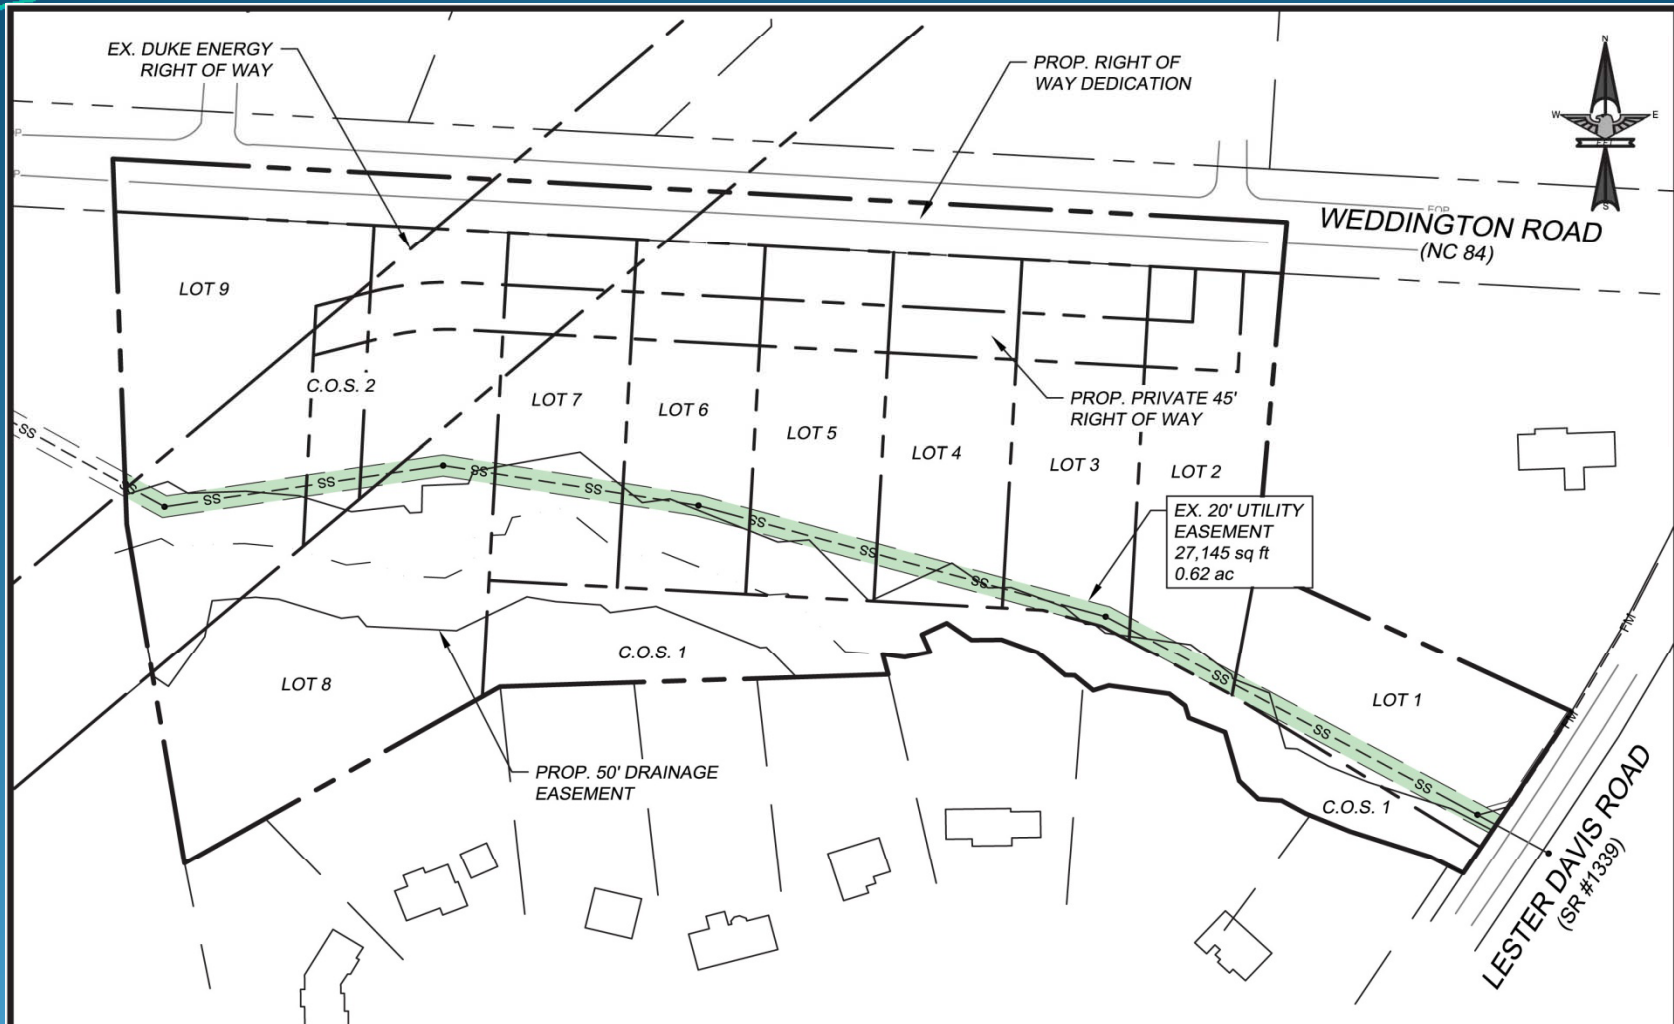 EX. DUKE ENERGY
RIGHT OF WAY
PROP. RIGHT OF
WAY DEDICATION
N
W
E
S
EOP
WEDDINGTON ROAD
(NC 84)
LOT 9
C.O.S. 2
LOT 7
LOT 6
LOT 5
LOT 4
LOT 3
LOT 2
PROP. PRIVATE 45'
RIGHT OF WAY
SS
SS
SS
SS
SS
SS
SS
SS
SS
SS
SS
SS
SS
EX. 20' UTILITY
EASEMENT
27,145 sq ft
0.62 ac
FM
FM
C.O.S. 1
LOT 8
LOT 1
PROP. 50' DRAINAGE
EASEMENT
C.O.S. 1
LESTER DAVIS ROAD
(SR #1339)